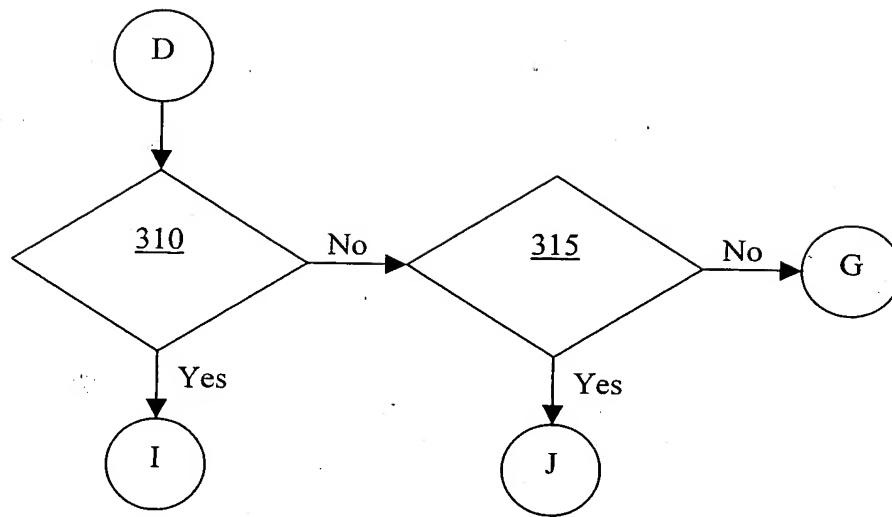 D
310
No
315
No
G
Yes
Yes
I
J